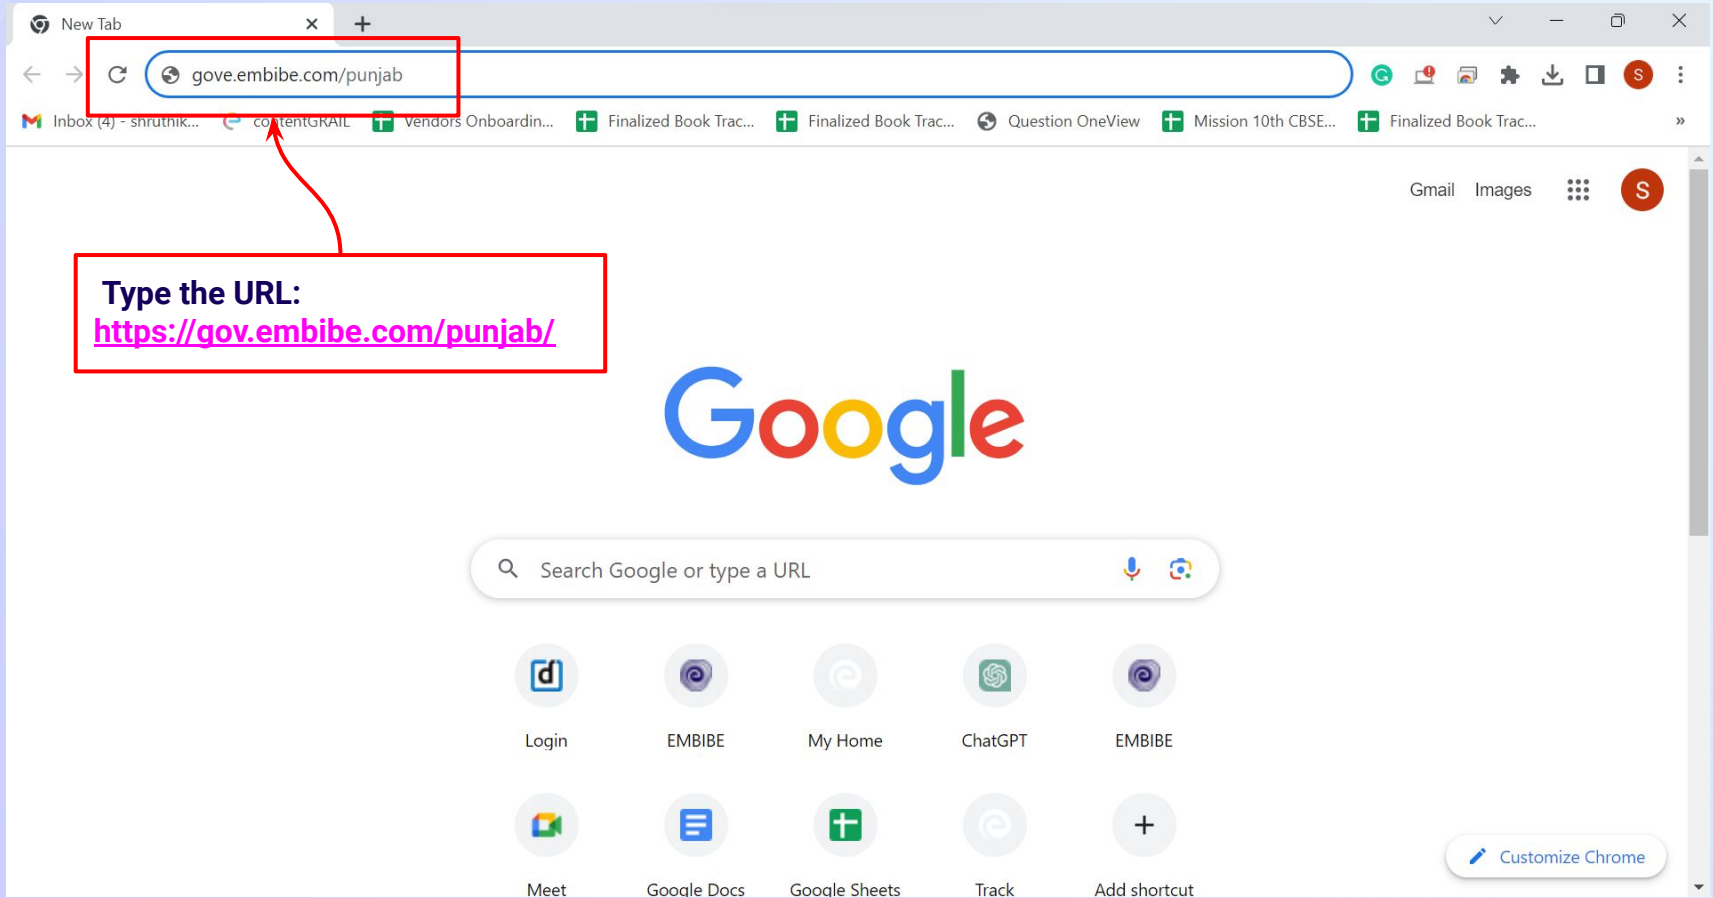 New Tab
gove.embibe.com/punjab
Inbox (4) - shruthik... contentGRAIL Vendors Onboardin... Finalized Book Trac... Finalized Book Trac... Question OneView Mission 10th CBSE... Finalized Book Trac... »
Gmail Images S
Type the URL:
https://gov.embibe.com/punjab/
Google
Search Google or type a URL
Login EMBIBE My Home ChatGPT EMBIBE
Meet Google Docs Google Sheets Track Add shortcut
Customize Chrome